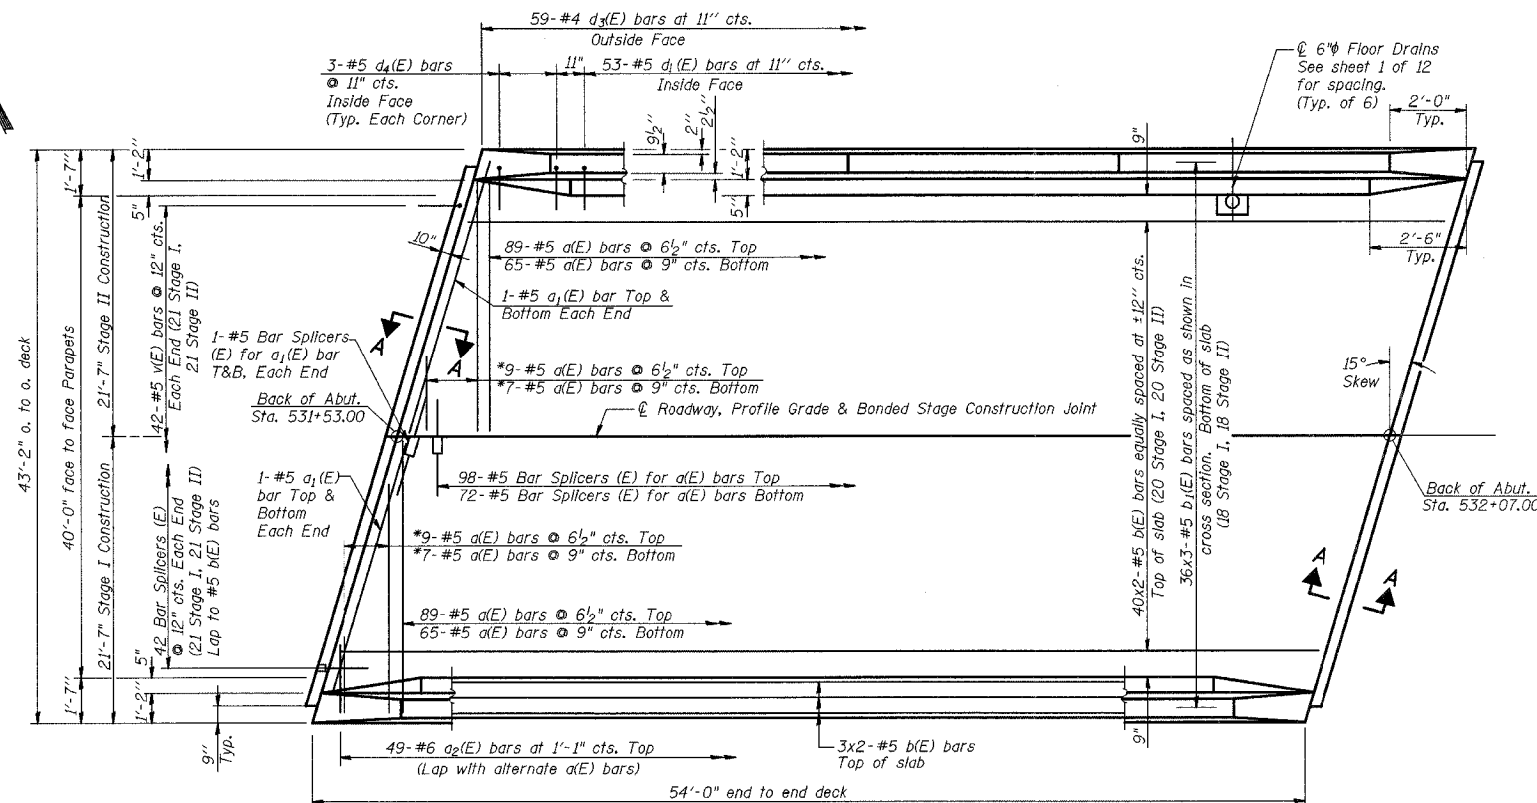 59-#4 d₃(E) bars at 11" cts.
Outside Face
3-#5 d₄(E) bars
@ 11" cts.
Inside Face
(Typ. Each Corner)
11"
53-#5 d₁(E) bars at 11" cts.
Inside Face
9½"
2"
2½"
1'-2"
5"
9"
℄ 6"ϕ Floor Drains
See sheet 1 of 12
for spacing.
(Typ. of 6)
2'-0"
Typ.
2'-6"
Typ.
1'-7"
1'-2"
5"
10"
43'-2" o. to o. deck
40'-0" face to face Parapets
21'-7" Stage II Construction
21'-7" Stage I Construction
42-#5 v(E) bars @ 12" cts.
Each End (21 Stage I,
21 Stage II)
89-#5 a(E) bars @ 6½" cts. Top
65-#5 a(E) bars @ 9" cts. Bottom
1-#5 a₁(E) bar Top &
Bottom Each End
A
A
1-#5 Bar Splicers
(E) for a₁(E) bar
T&B, Each End
*9-#5 a(E) bars @ 6½" cts. Top
*7-#5 a(E) bars @ 9" cts. Bottom
Back of Abut.
Sta. 531+53.00
℄ Roadway, Profile Grade & Bonded Stage Construction Joint
15°
Skew
40x2-#5 b(E) bars equally spaced at ±12" cts.
Top of slab (20 Stage I, 20 Stage II)
36x3-#5 b₁(E) bars spaced as shown in
cross section. Bottom of slab
(18 Stage I, 18 Stage II)
42 Bar Splicers (E)
@ 12" cts. Each End
(21 Stage I, 21 Stage II)
Lap to #5 b(E) bars
1-#5 a₁(E)
bar Top &
Bottom
Each End
98-#5 Bar Splicers (E) for a(E) bars Top
72-#5 Bar Splicers (E) for a(E) bars Bottom
Back of Abut.
Sta. 532+07.00
*9-#5 a(E) bars @ 6½" cts. Top
*7-#5 a(E) bars @ 9" cts. Bottom
A
A
89-#5 a(E) bars @ 6½" cts. Top
65-#5 a(E) bars @ 9" cts. Bottom
5"
1'-7"
1'-2"
9"
Typ.
9"
49-#6 a₂(E) bars at 1'-1" cts. Top
(Lap with alternate a(E) bars)
3x2-#5 b(E) bars
Top of slab
54'-0" end to end deck